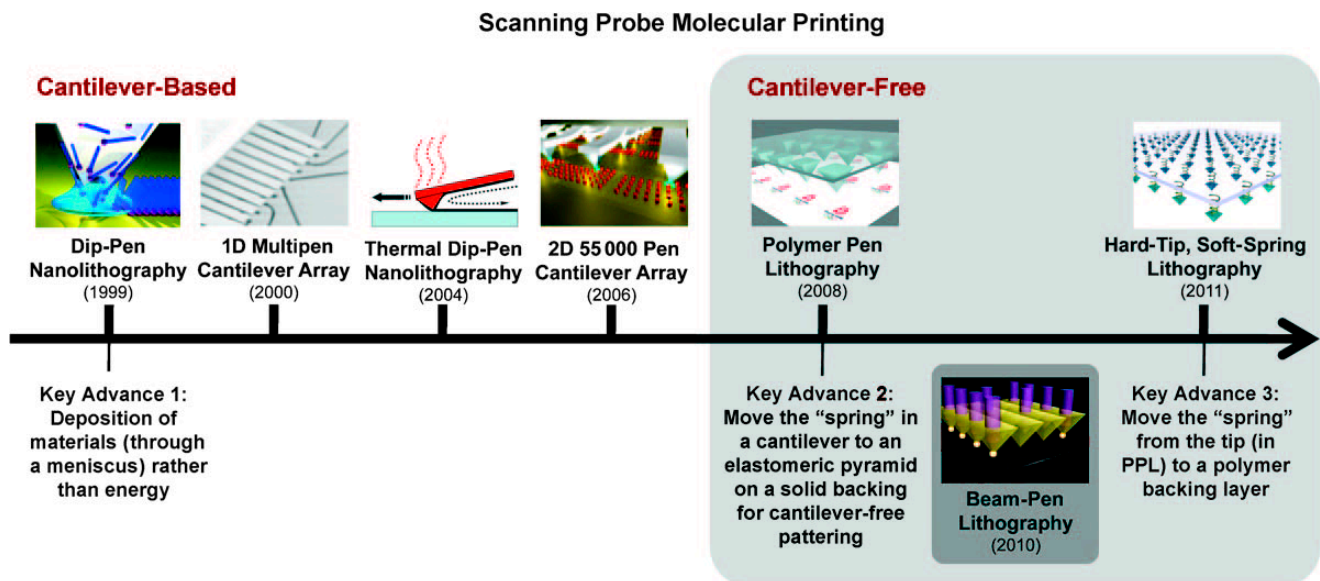 Scanning Probe Molecular Printing
Cantilever-Based
Cantilever-Free
Dip-Pen
Nanolithography
(1999)
1D Multipen
Cantilever Array
(2000)
Thermal Dip-Pen
Nanolithography
(2004)
2D 55 000 Pen
Cantilever Array
(2006)
Polymer Pen
Lithography
(2008)
Hard-Tip, Soft-Spring
Lithography
(2011)
Key Advance 1:
Deposition of
materials (through
a meniscus) rather
than energy
Key Advance 2:
Move the “spring” in
a cantilever to an
elastomeric pyramid
on a solid backing
for cantilever-free
pattering
Beam-Pen
Lithography
(2010)
Key Advance 3:
Move the “spring”
from the tip (in
PPL) to a polymer
backing layer